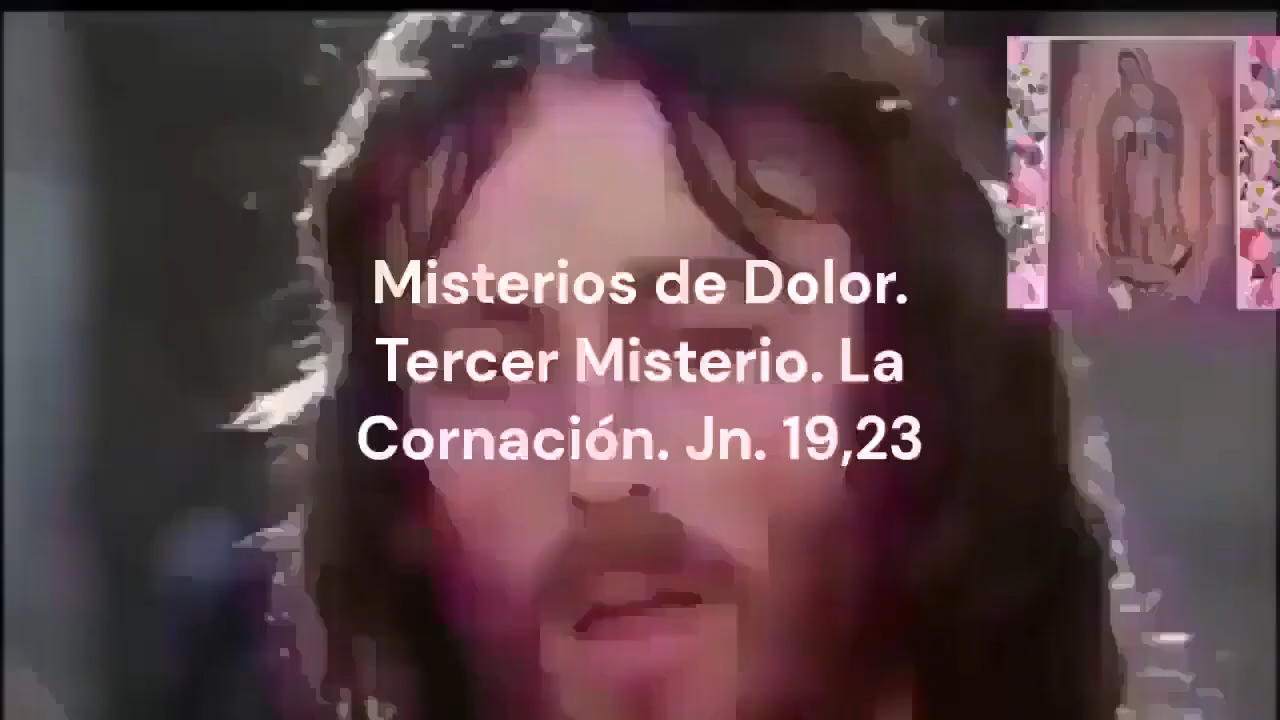 Misterios de Dolor.
Tercer Misterio. La
Cornación. Jn. 19,23